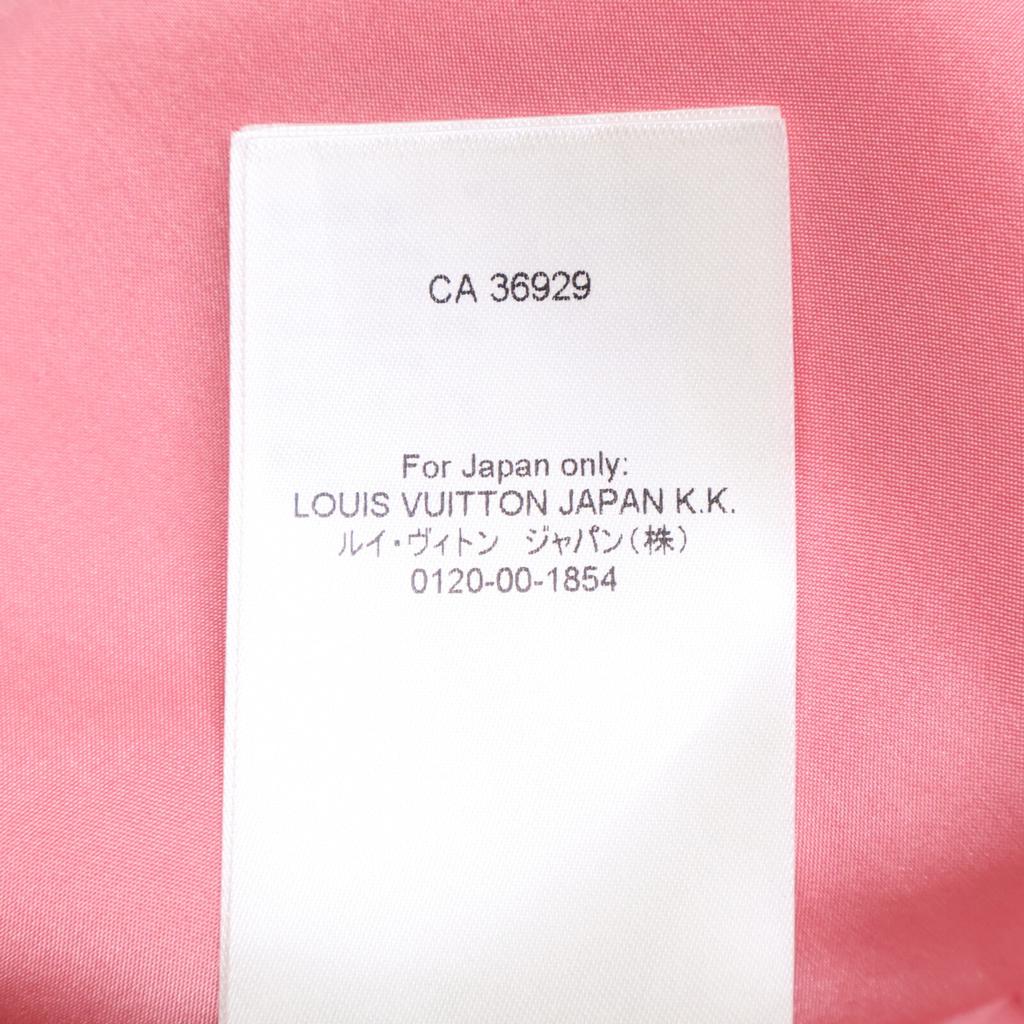 CA 36929
For Japan only:
LOUIS VUITTON JAPAN K.K.
ルイ・ヴィトン　ジャパン(株)
0120-00-1854